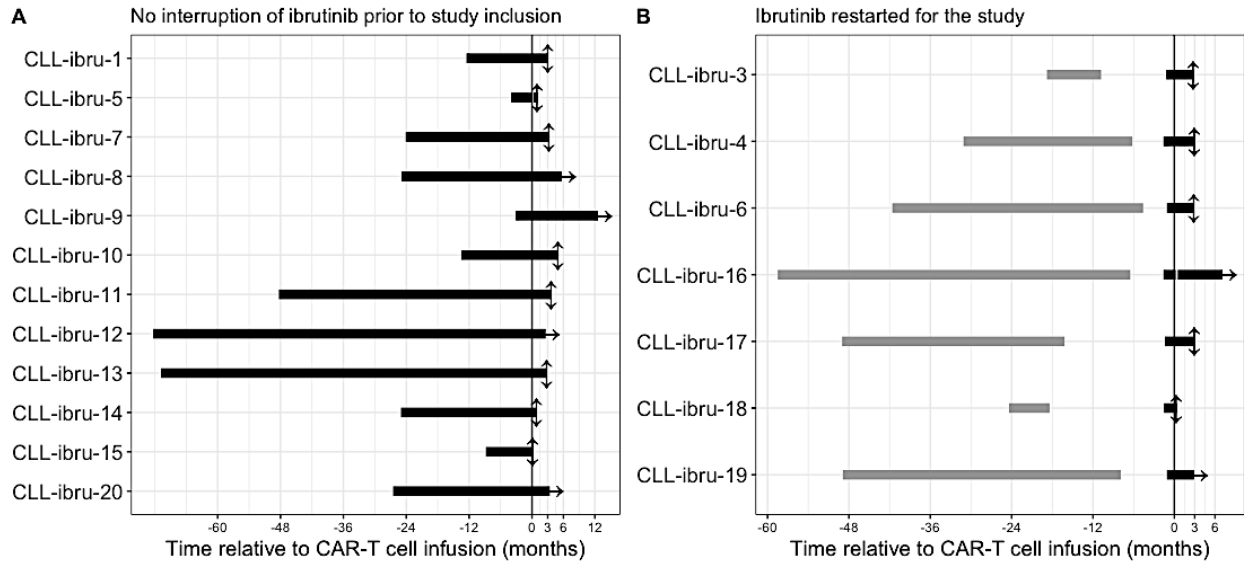 A No interruption of ibrutinib prior to study inclusion
CLL-ibru-1
CLL-ibru-5
CLL-ibru-7
CLL-ibru-8
CLL-ibru-9
CLL-ibru-10
CLL-ibru-11
CLL-ibru-12
CLL-ibru-13
CLL-ibru-14
CLL-ibru-15
CLL-ibru-20
-60 -48 -36 -24 -12 0 3 6 12
Time relative to CAR-T cell infusion (months)
B Ibrutinib restarted for the study
CLL-ibru-3
CLL-ibru-4
CLL-ibru-6
CLL-ibru-16
CLL-ibru-17
CLL-ibru-18
CLL-ibru-19
-60 -48 -36 -24 -12 0 3 6
Time relative to CAR-T cell infusion (months)